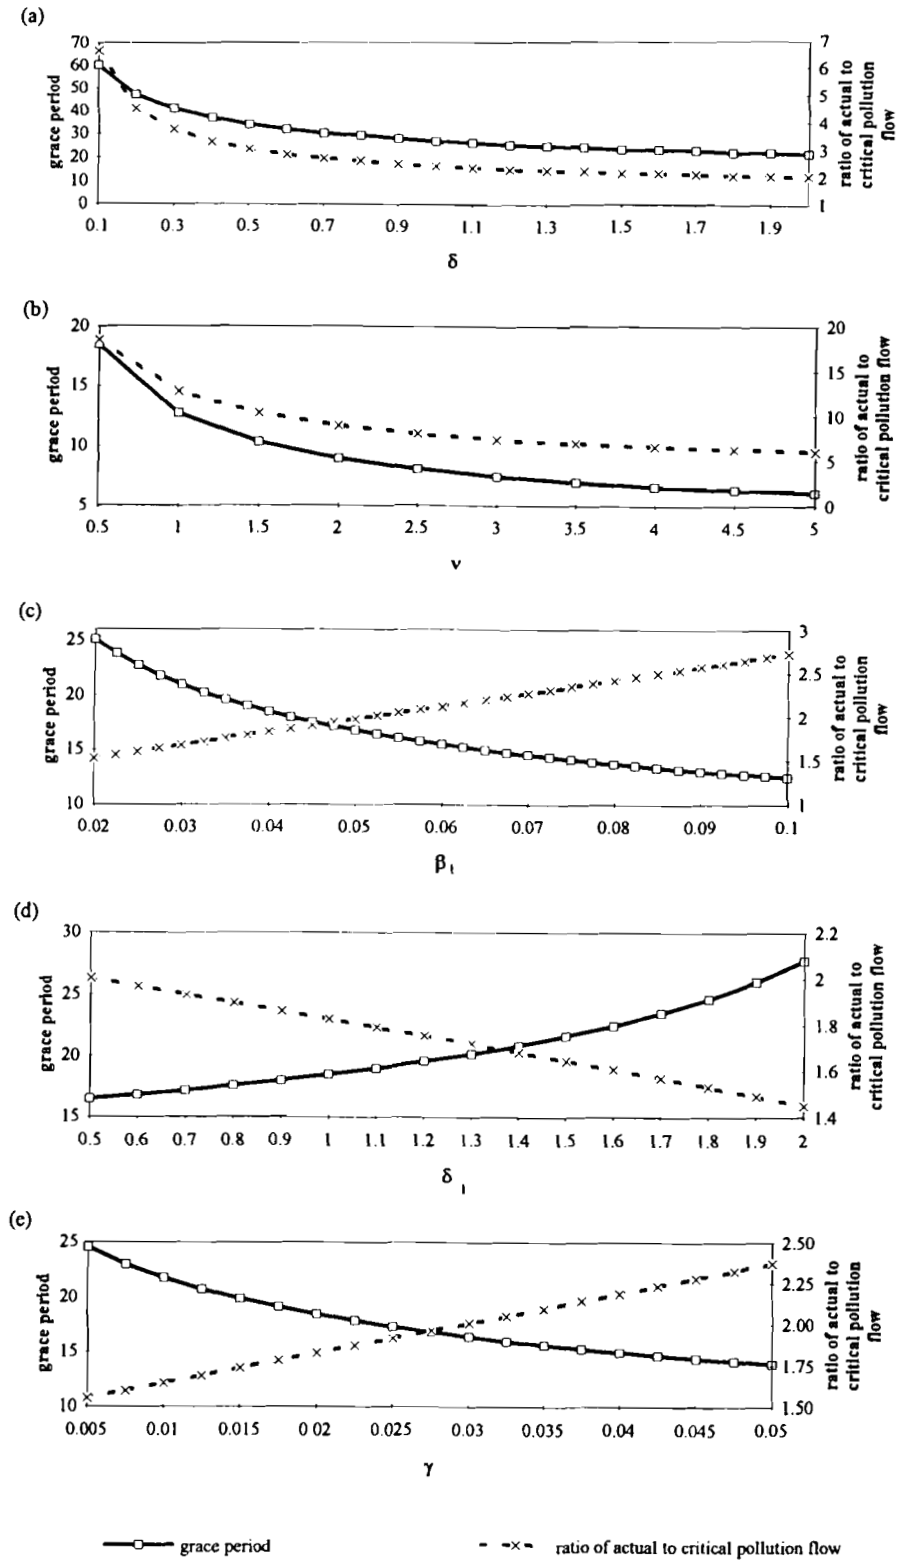 (a)
70
60
50
40
30
20
10
0
grace period
7
6
5
4
3
2
1
ratio of actual to
critical pollution
flow
0.1 0.3 0.5 0.7 0.9 1.1 1.3 1.5 1.7 1.9
δ
(b)
20
15
10
5
grace period
20
15
10
5
0
ratio of actual to
critical pollution flow
0.5 1 1.5 2 2.5 3 3.5 4 4.5 5
ν
(c)
25
20
15
10
grace period
3
2.5
2
1.5
1
ratio of actual to
critical pollution
flow
0.02 0.03 0.04 0.05 0.06 0.07 0.08 0.09 0.1
β1
(d)
30
25
20
15
grace period
2.2
2
1.8
1.6
1.4
ratio of actual to
critical pollution flow
0.5 0.6 0.7 0.8 0.9 1 1.1 1.2 1.3 1.4 1.5 1.6 1.7 1.8 1.9 2
δ1
(e)
25
20
15
10
grace period
2.50
2.25
2.00
1.75
1.50
ratio of actual to
critical pollution
flow
0.005 0.01 0.015 0.02 0.025 0.03 0.035 0.04 0.045 0.05
γ
grace period ratio of actual to critical pollution flow